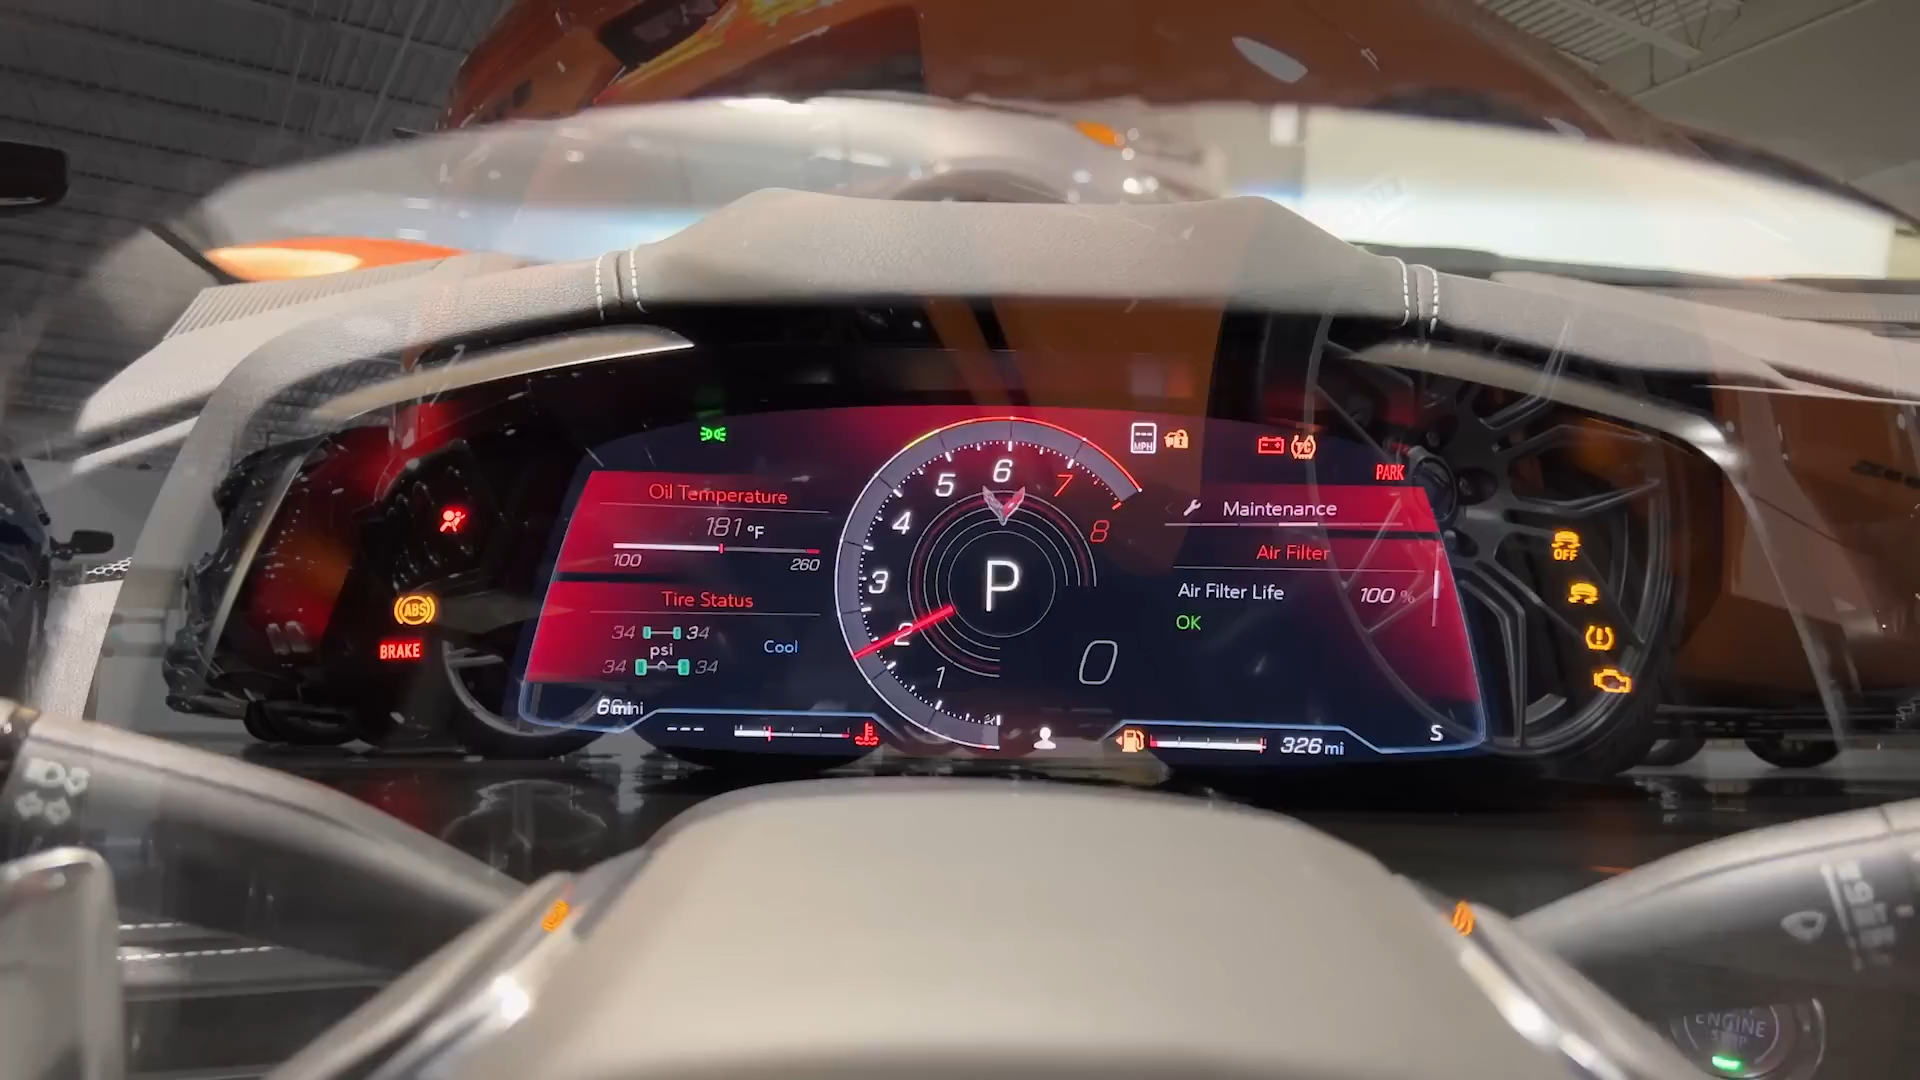 MPH
PARK
Oil Temperature
181 °F
100
260
Tire Status
34 34
psi
34 34
Cool
ABS
BRAKE
1
2
3
4
5
6
7
8
P
0
Maintenance
Air Filter
Air Filter Life 100 %
OK
OFF
TC
---
326 mi
S
ENGINE